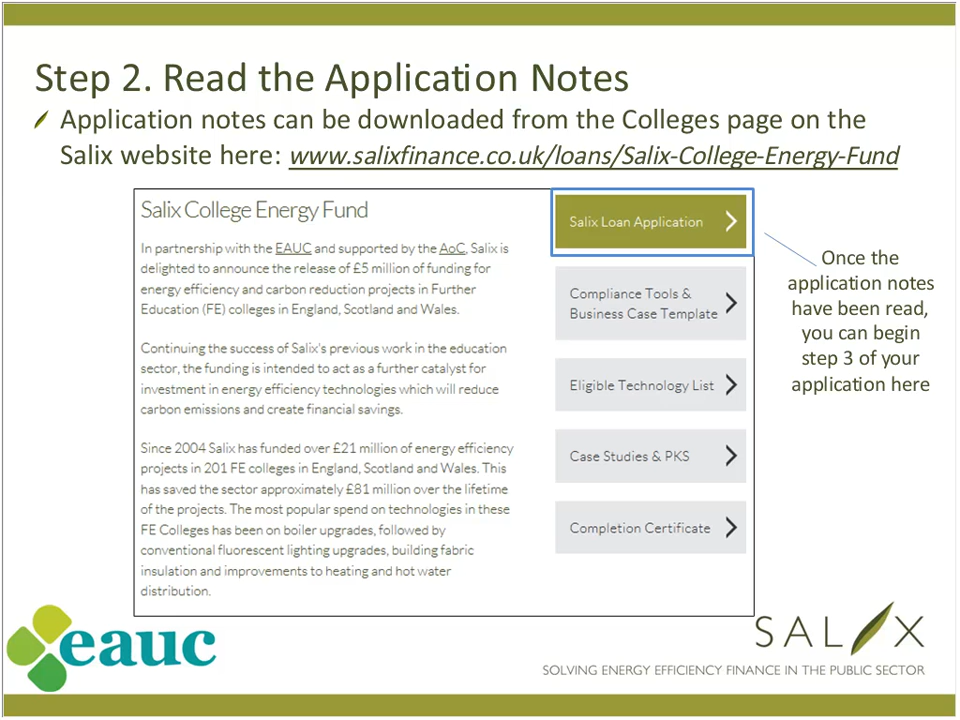 Step 2. Read the Application Notes
Application notes can be downloaded from the Colleges page on the
Salix website here: www.salixfinance.co.uk/loans/Salix-College-Energy-Fund
Salix College Energy Fund
In partnership with the EAUC and supported by the AoC, Salix is
delighted to announce the release of £5 million of funding for
energy efficiency and carbon reduction projects in Further
Education (FE) colleges in England, Scotland and Wales.
Continuing the success of Salix's previous work in the education
sector, the funding is intended to act as a further catalyst for
investment in energy efficiency technologies which will reduce
carbon emissions and create financial savings.
Since 2004 Salix has funded over £21 million of energy efficiency
projects in 201 FE colleges in England, Scotland and Wales. This
has saved the sector approximately £81 million over the lifetime
of the projects. The most popular spend on technologies in these
FE Colleges has been on boiler upgrades, followed by
conventional fluorescent lighting upgrades, building fabric
insulation and improvements to heating and hot water
distribution.
Salix Loan Application
Compliance Tools &
Business Case Template
Eligible Technology List
Case Studies & PKS
Completion Certificate
Once the
application notes
have been read,
you can begin
step 3 of your
application here
eauc
SALIX
SOLVING ENERGY EFFICIENCY FINANCE IN THE PUBLIC SECTOR